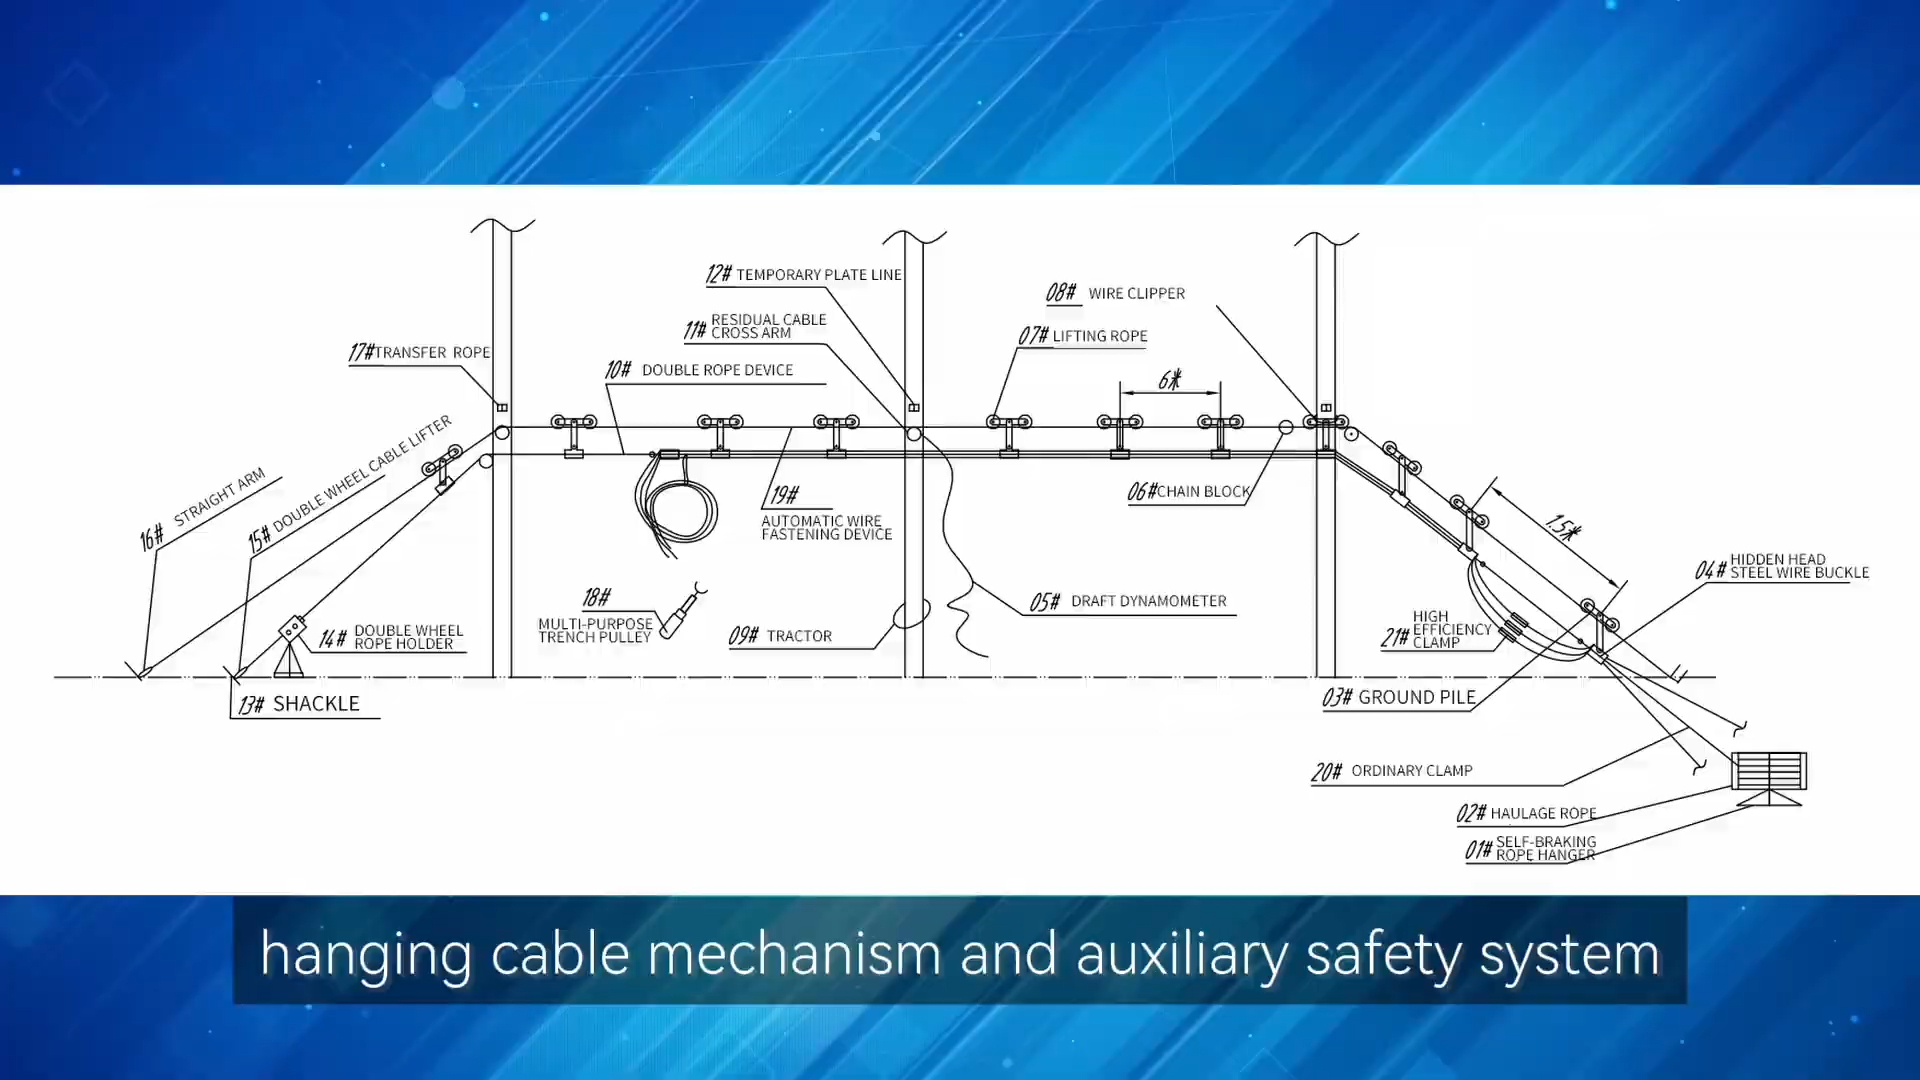 12# TEMPORARY PLATE LINE
08# WIRE CLIPPER
11# RESIDUAL CABLE
CROSS ARM
07# LIFTING ROPE
17# TRANSFER ROPE
10# DOUBLE ROPE DEVICE
6米
16# STRAIGHT ARM
15# DOUBLE WHEEL CABLE LIFTER
19#
AUTOMATIC WIRE
FASTENING DEVICE
06# CHAIN BLOCK
1.5米
04# HIDDEN HEAD
STEEL WIRE BUCKLE
18#
MULTI-PURPOSE
TRENCH PULLEY
05# DRAFT DYNAMOMETER
14# DOUBLE WHEEL
ROPE HOLDER
09# TRACTOR
21# HIGH
EFFICIENCY
CLAMP
13# SHACKLE
03# GROUND PILE
20# ORDINARY CLAMP
02# HAULAGE ROPE
01# SELF-BRAKING
ROPE HANGER
hanging cable mechanism and auxiliary safety system